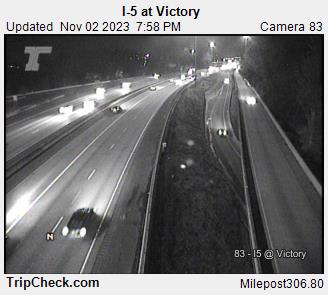 I-5 at Victory
Updated Nov 02 2023 7:58 PM Camera 83
T
N
83 - I5 @ Victory
TripCheck.com Milepost306.80